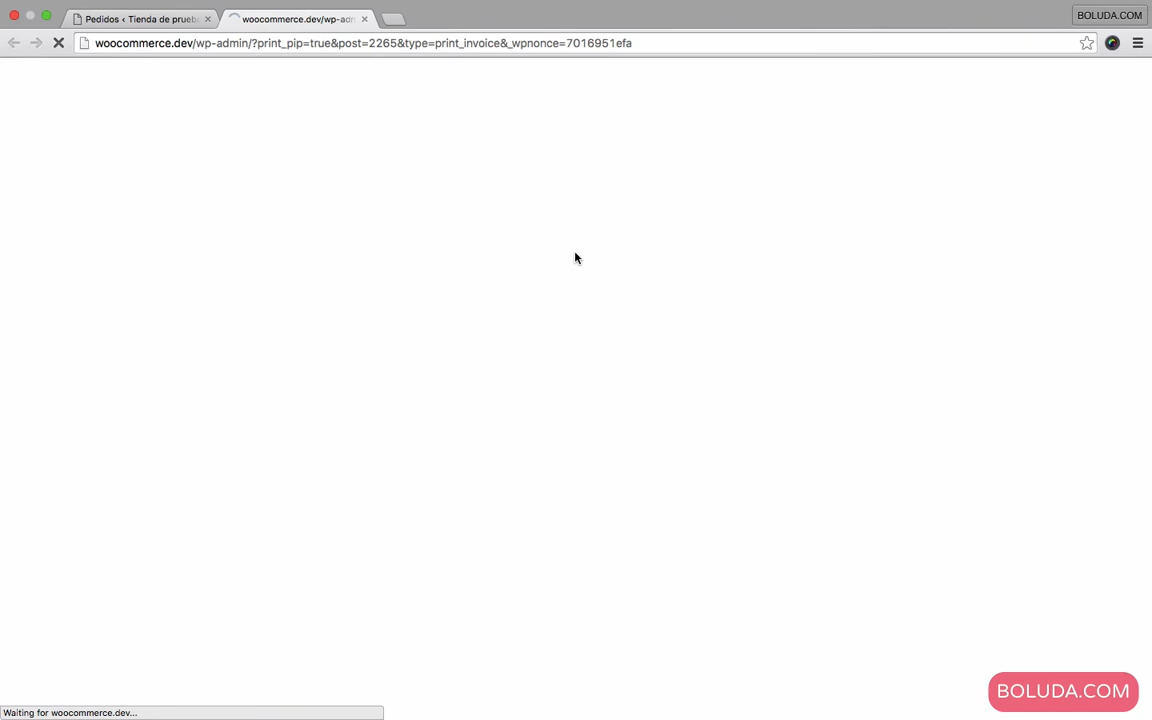 Pedidos ‹ Tienda de prueb
woocommerce.dev/wp-adm
BOLUDA.COM
woocommerce.dev/wp-admin/?print_pip=true&post=2265&type=print_invoice&_wpnonce=7016951efa
BOLUDA.COM
Waiting for woocommerce.dev...